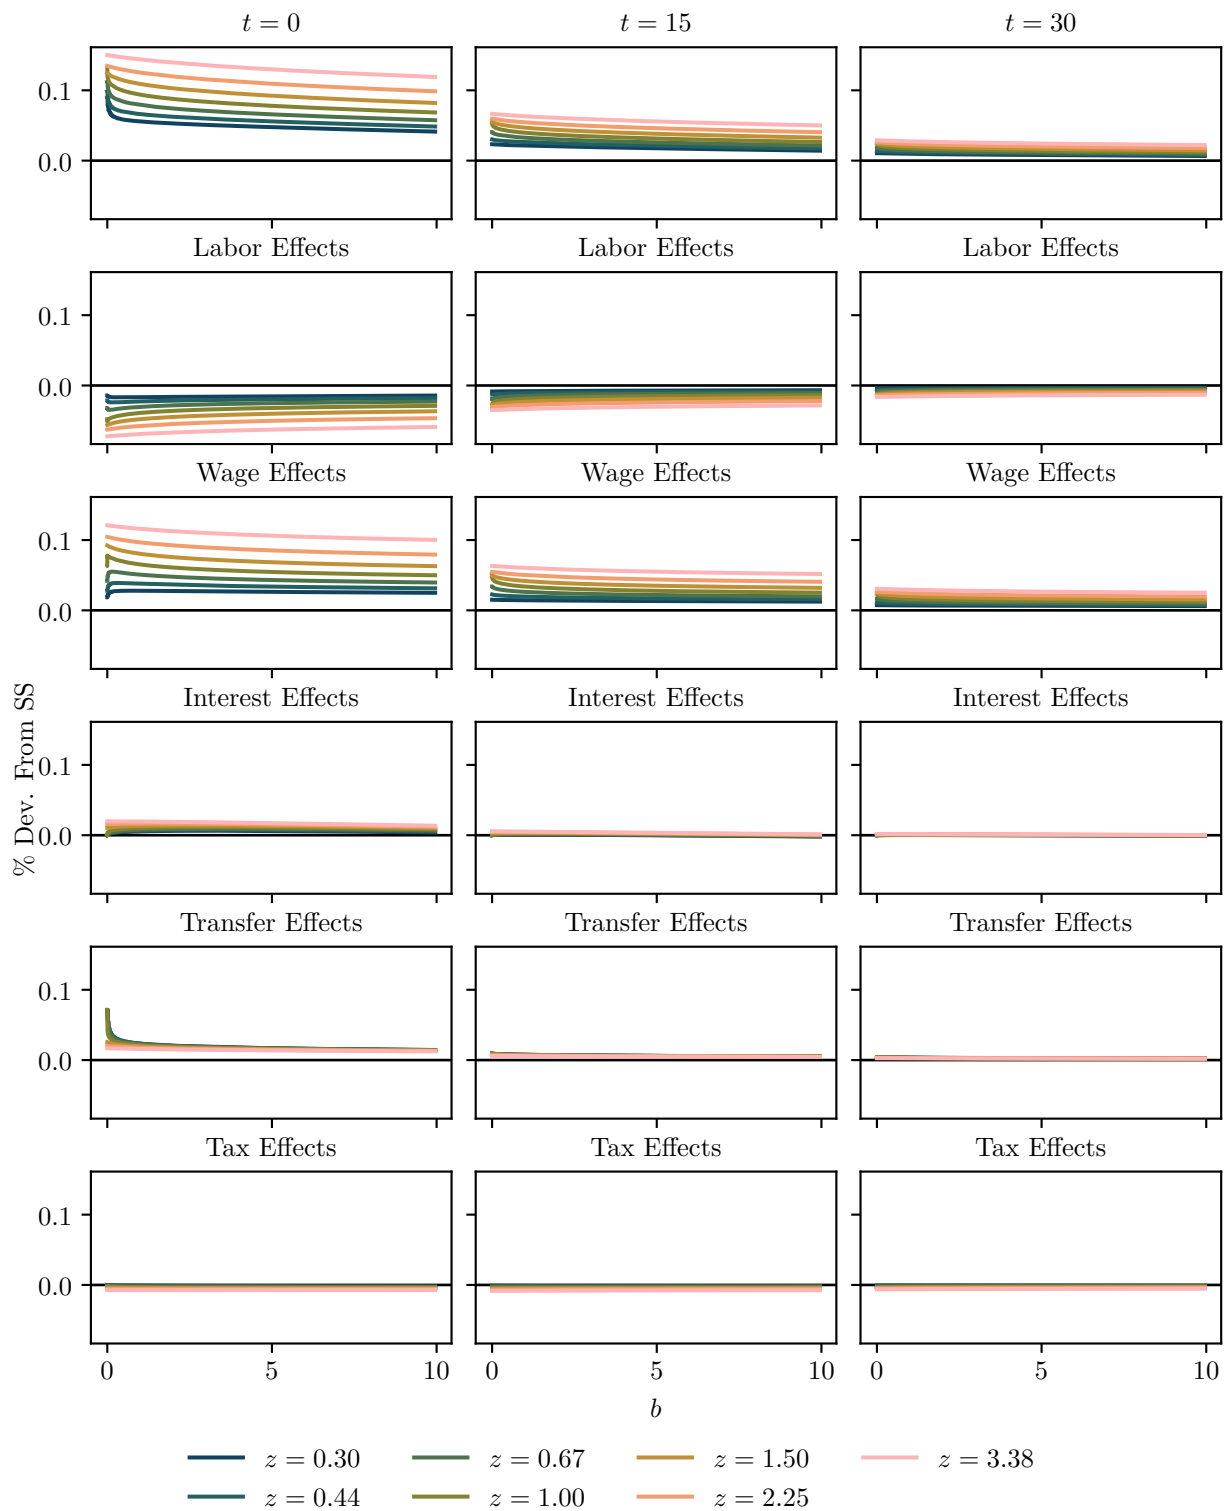 t = 0 t = 15 t = 30
0.1
0.0
Labor Effects Labor Effects Labor Effects
0.1
0.0
Wage Effects Wage Effects Wage Effects
0.1
0.0
Interest Effects Interest Effects Interest Effects
0.1
0.0
% Dev. From SS
Transfer Effects Transfer Effects Transfer Effects
0.1
0.0
Tax Effects Tax Effects Tax Effects
0.1
0.0
0 5 10 0 5 10 0 5 10
b
z = 0.30 z = 0.67 z = 1.50 z = 3.38
z = 0.44 z = 1.00 z = 2.25